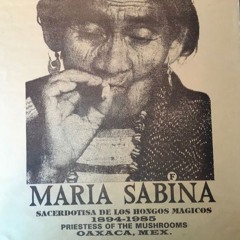 F
MARIA SABINA
SACERDOTISA DE LOS HONGOS MAGICOS
1894-1985
PRIESTESS OF THE MUSHROOMS
OAXACA, MEX.